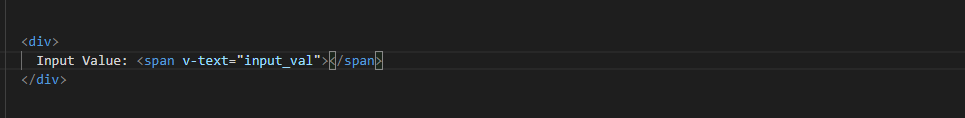 <div>
Input Value: <span v-text="input_val"></span>
</div>